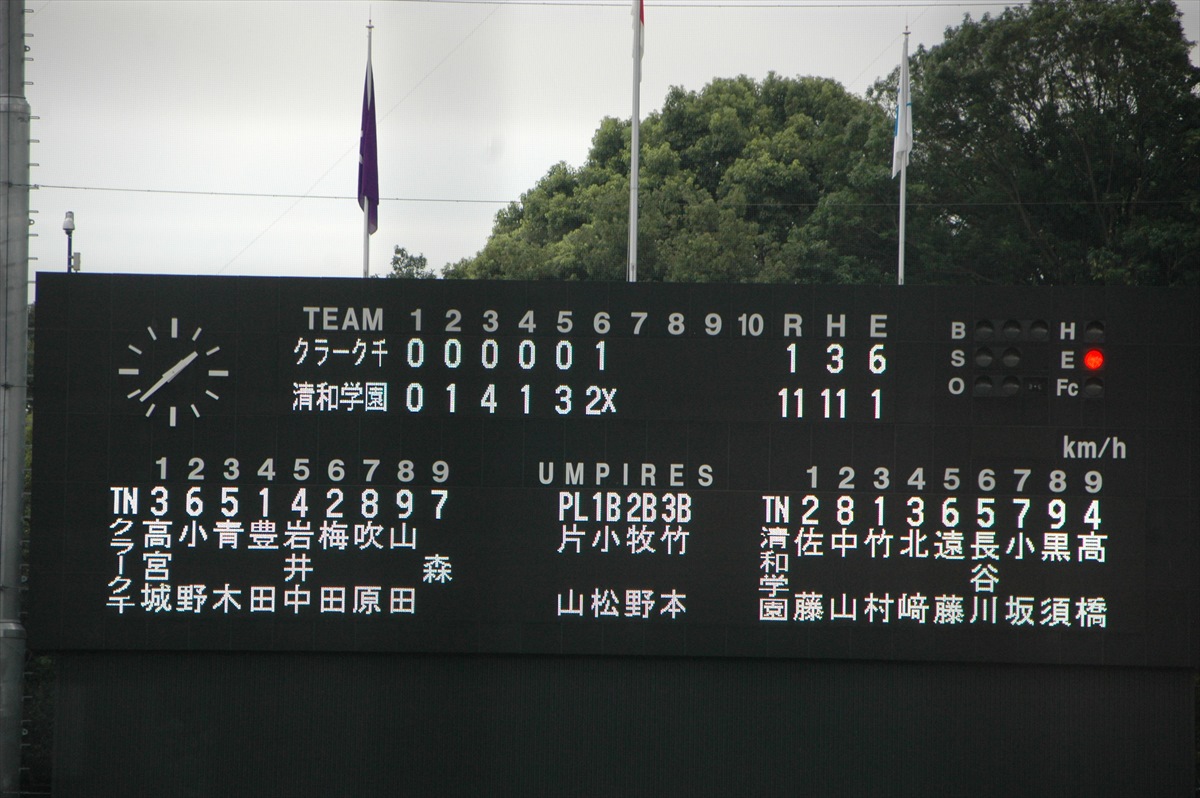 TEAM 1 2 3 4 5 6 7 8 9 10 R H E
クラーク千 0 0 0 0 0 1 1 3 6
清和学園 0 1 4 1 3 2X 11 11 1
B H
S E
O Fc
km/h
1 2 3 4 5 6 7 8 9
TN 3 6 5 1 4 2 8 9 7
クラーク千
高宮城
小野
青木
豊田
岩井中
梅田
吹原
山田
森
UMPIRES
PL 1B 2B 3B
片山
小松
牧野
竹本
1 2 3 4 5 6 7 8 9
TN 2 8 1 3 6 5 7 9 4
清和学園
佐藤
中山
竹村
北﨑
遠藤
長谷川
小坂
黒須
高橋